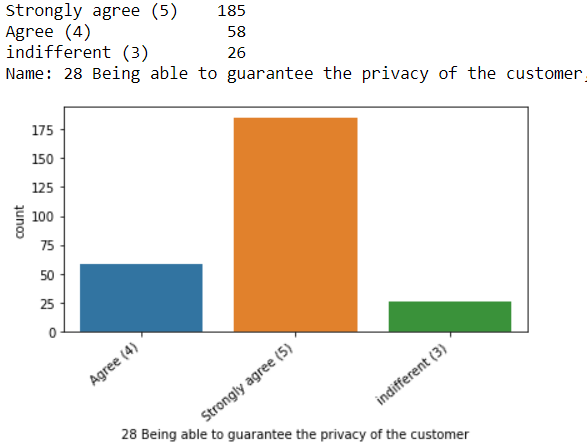 Strongly agree (5) 185
Agree (4) 58
indifferent (3) 26
Name: 28 Being able to guarantee the privacy of the customer,
175
150
125
100
75
50
25
0
count
Agree (4)
Strongly agree (5)
indifferent (3)
28 Being able to guarantee the privacy of the customer